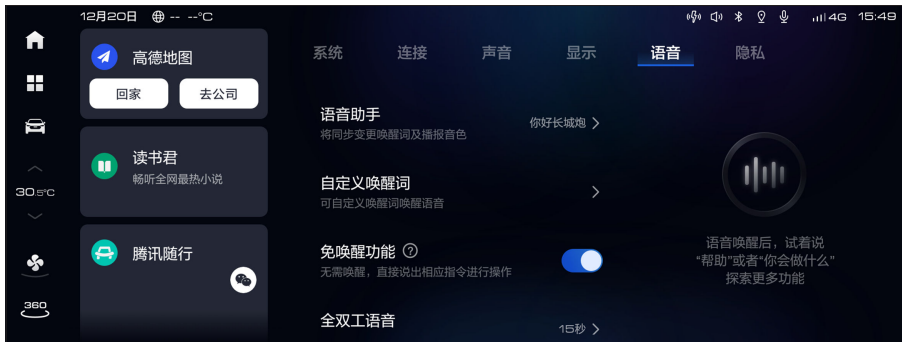 12月20日 -- --°C
4G 15:49
30.5°C
360
高德地图
回家 去公司
读书君
畅听全网最热小说
腾讯随行
系统 连接 声音 显示 语音 隐私
语音助手
将同步变更唤醒词及播报音色
你好长城炮
自定义唤醒词
可自定义唤醒词唤醒语音
免唤醒功能 ?
无需唤醒，直接说出相应指令进行操作
全双工语音
15秒
语音唤醒后，试着说
“帮助”或者“你会做什么”
探索更多功能